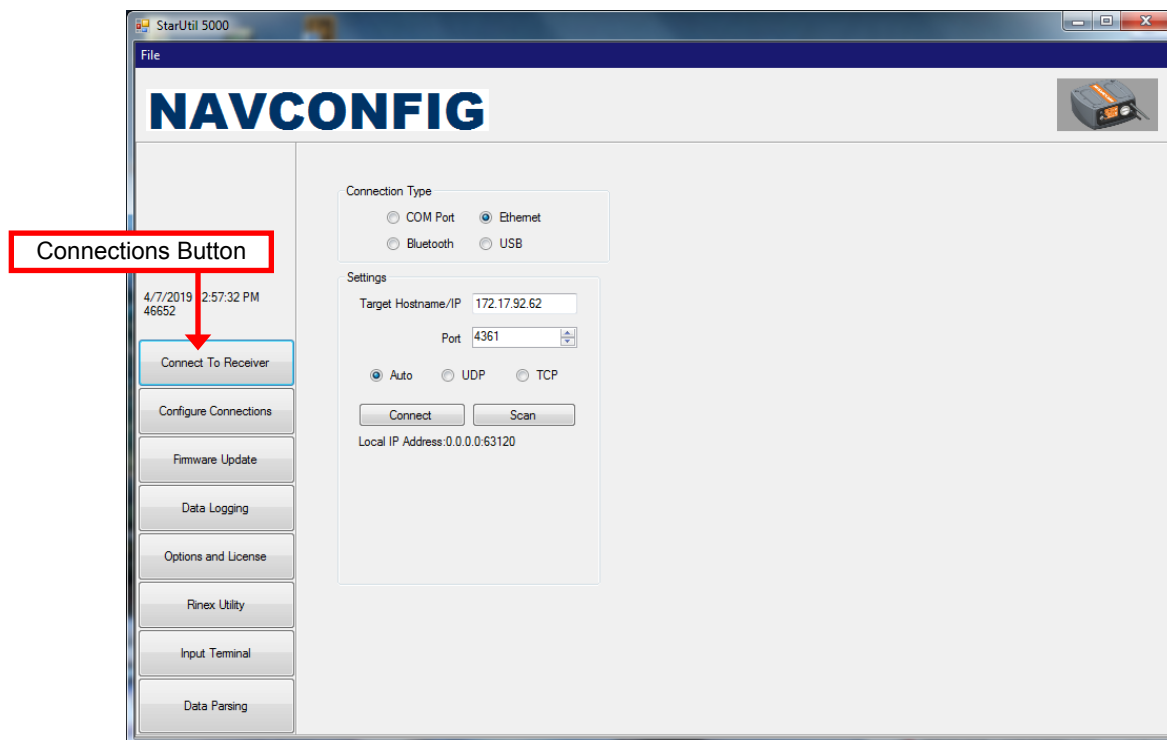 StarUtil 5000
File
NAVCONFIG
Connection Type
COM Port Ethernet
Bluetooth USB
Connections Button
Settings
4/7/2019 2:57:32 PM
46652
Target Hostname/IP 172.17.92.62
Port 4361
Auto UDP TCP
Connect Scan
Local IP Address:0.0.0.0:63120
Connect To Receiver
Configure Connections
Firmware Update
Data Logging
Options and License
Rinex Utility
Input Terminal
Data Parsing